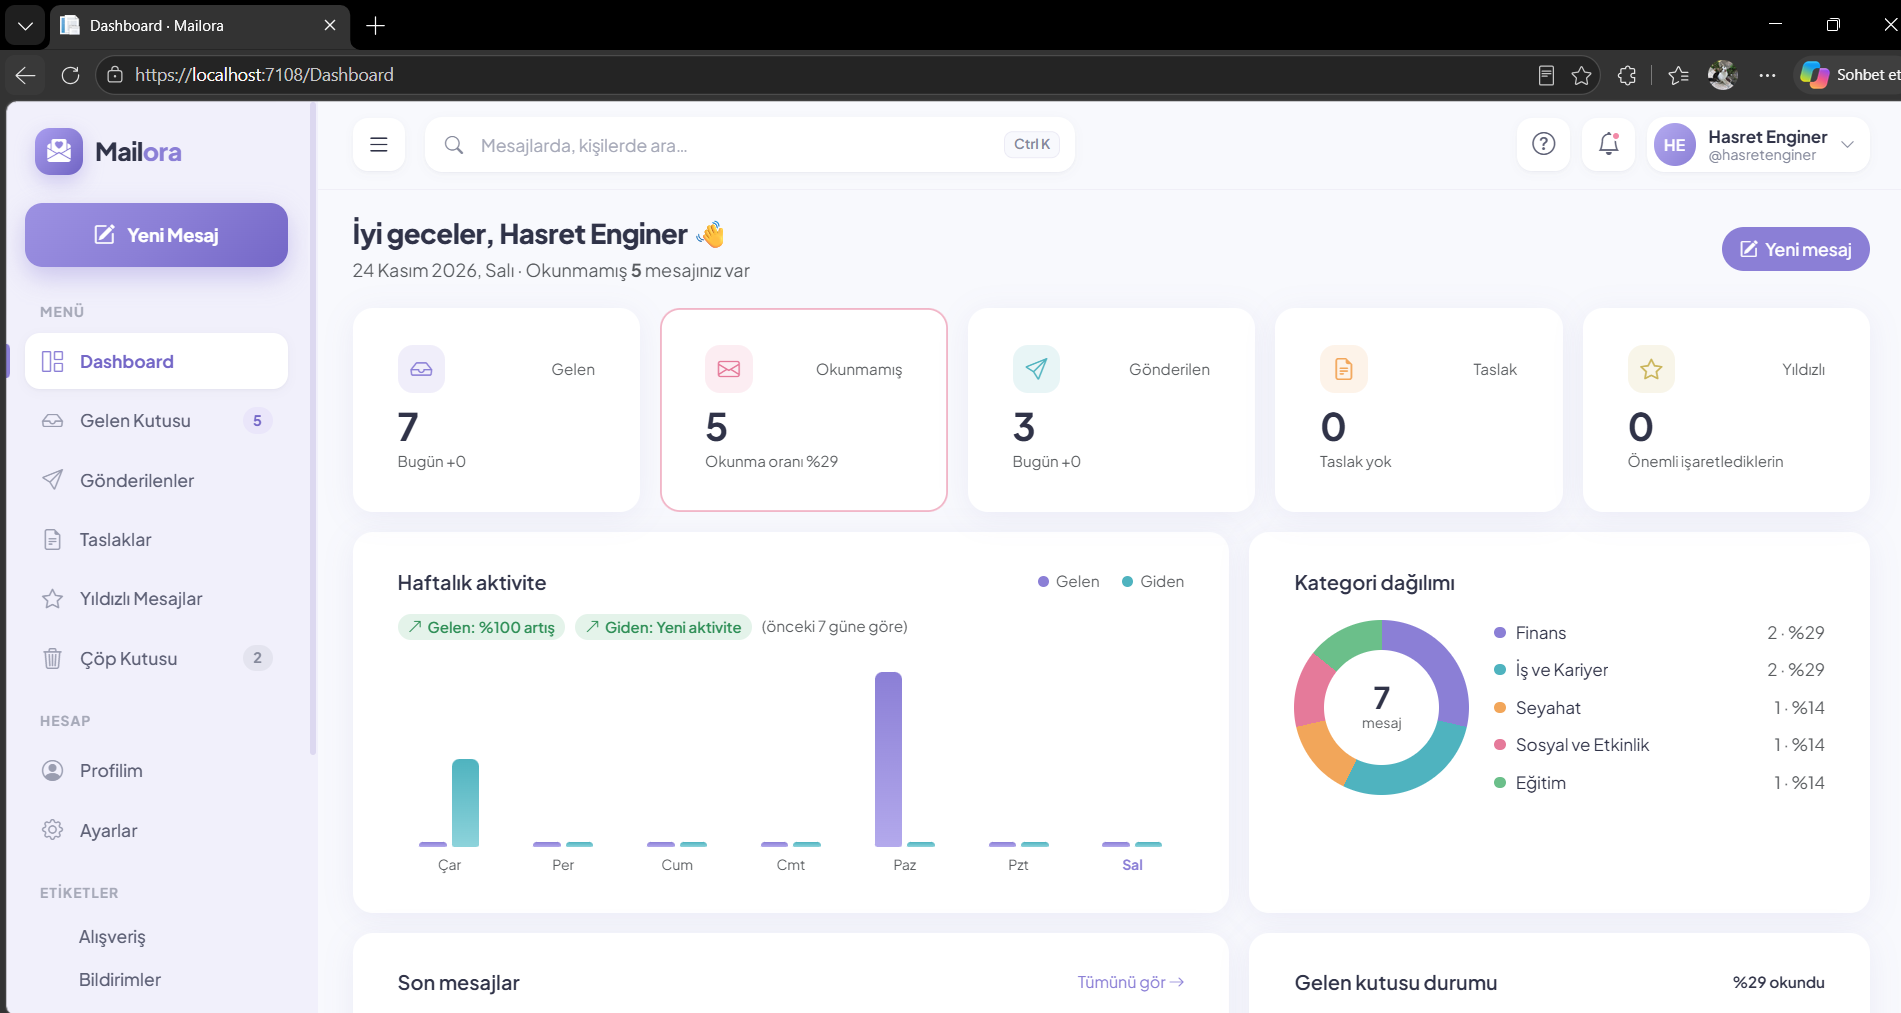 Dashboard · Mailora
https://localhost:7108/Dashboard
Sohbet et
Mailora
Yeni Mesaj
MENÜ
Dashboard
Gelen Kutusu 5
Gönderilenler
Taslaklar
Yıldızlı Mesajlar
Çöp Kutusu 2
HESAP
Profilim
Ayarlar
ETİKETLER
Alışveriş
Bildirimler
Mesajlarda, kişilerde ara...
Ctrl K
HE
Hasret Enginer
@hasretenginer
İyi geceler, Hasret Enginer 👋
24 Kasım 2026, Salı · Okunmamış 5 mesajınız var
Yeni mesaj
Gelen
7
Bugün +0
Okunmamış
5
Okunma oranı %29
Gönderilen
3
Bugün +0
Taslak
0
Taslak yok
Yıldızlı
0
Önemli işaretlediklerin
Haftalık aktivite
Gelen Giden
Gelen: %100 artış Giden: Yeni aktivite (önceki 7 güne göre)
Çar Per Cum Cmt Paz Pzt Sal
Kategori dağılımı
7
mesaj
Finans 2 · %29
İş ve Kariyer 2 · %29
Seyahat 1 · %14
Sosyal ve Etkinlik 1 · %14
Eğitim 1 · %14
Son mesajlar
Tümünü gör →
Gelen kutusu durumu
%29 okundu